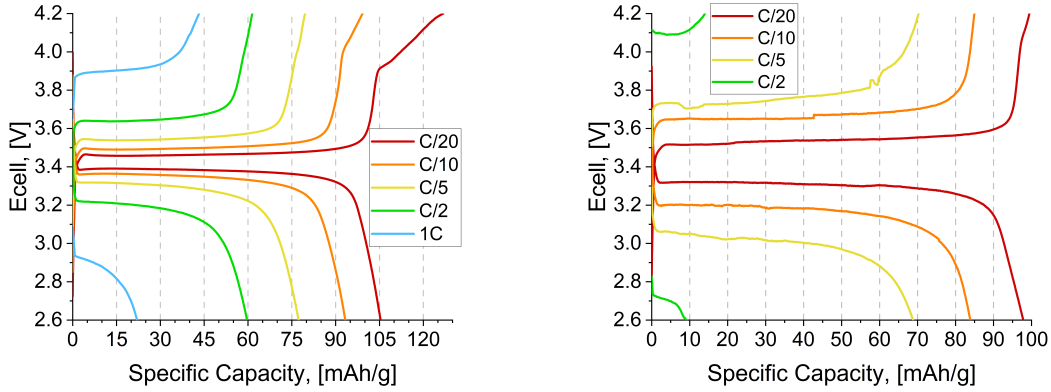 4.2
4.0
3.8
3.6
3.4
3.2
3.0
2.8
2.6
Ecell, [V]
C/20
C/10
C/5
C/2
1C
0 15 30 45 60 75 90 105 120
Specific Capacity, [mAh/g]
4.2
4.0
3.8
3.6
3.4
3.2
3.0
2.8
2.6
Ecell, [V]
C/20
C/10
C/5
C/2
0 10 20 30 40 50 60 70 80 90 100
Specific Capacity, [mAh/g]